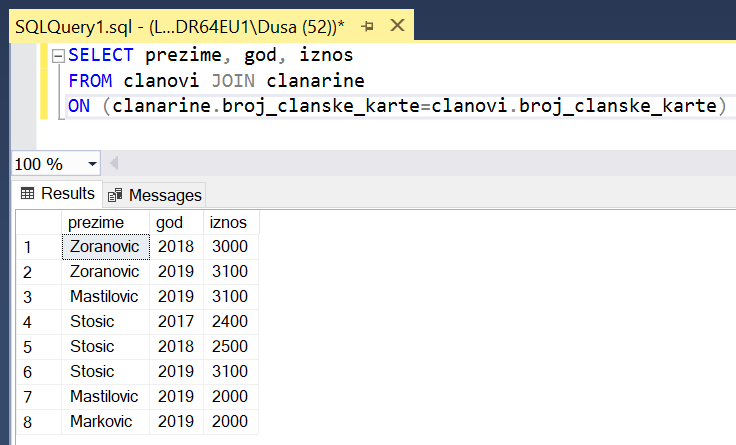 SQLQuery1.sql - (L...DR64EU1\Dusa (52))*
SELECT prezime, god, iznos
FROM clanovi JOIN clanarine
ON (clanarine.broj_clanske_karte=clanovi.broj_clanske_karte)
100 %
Results Messages
prezime god iznos
1 Zoranovic 2018 3000
2 Zoranovic 2019 3100
3 Mastilovic 2019 3100
4 Stosic 2017 2400
5 Stosic 2018 2500
6 Stosic 2019 3100
7 Mastilovic 2019 2000
8 Markovic 2019 2000